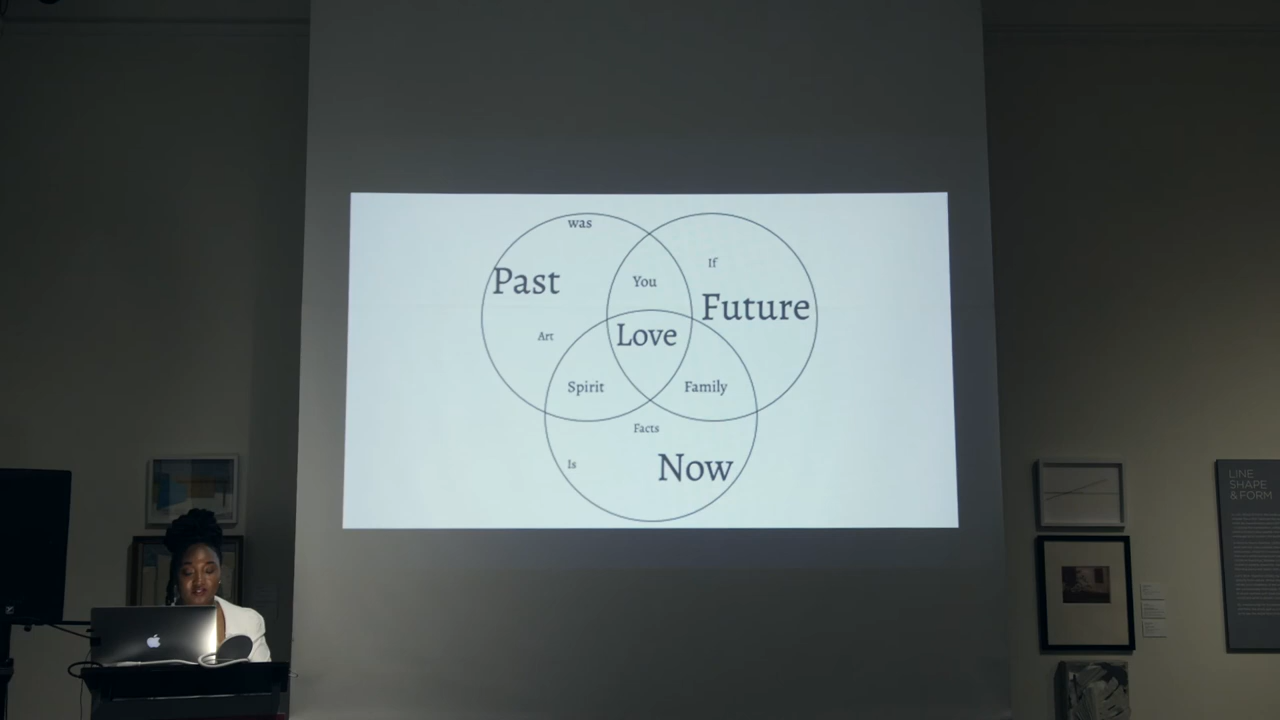 was
Past
If
You
Future
Art
Love
Spirit
Family
Facts
Is
Now
LINE
SHAPE
& FORM